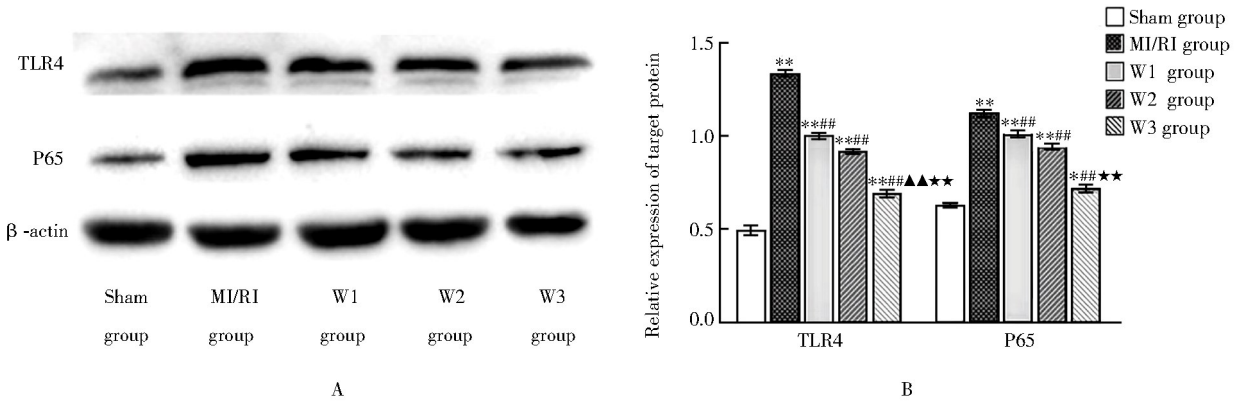 TLR4
P65
β-actin
Sham MI/RI W1 W2 W3
group group group group group
A
Relative expression of target protein
1.5
1.0
0.5
0.0
**
**##
**##
**##▲▲★★
**
**##
**##
*##★★
TLR4 P65
Sham group
MI/RI group
W1 group
W2 group
W3 group
B